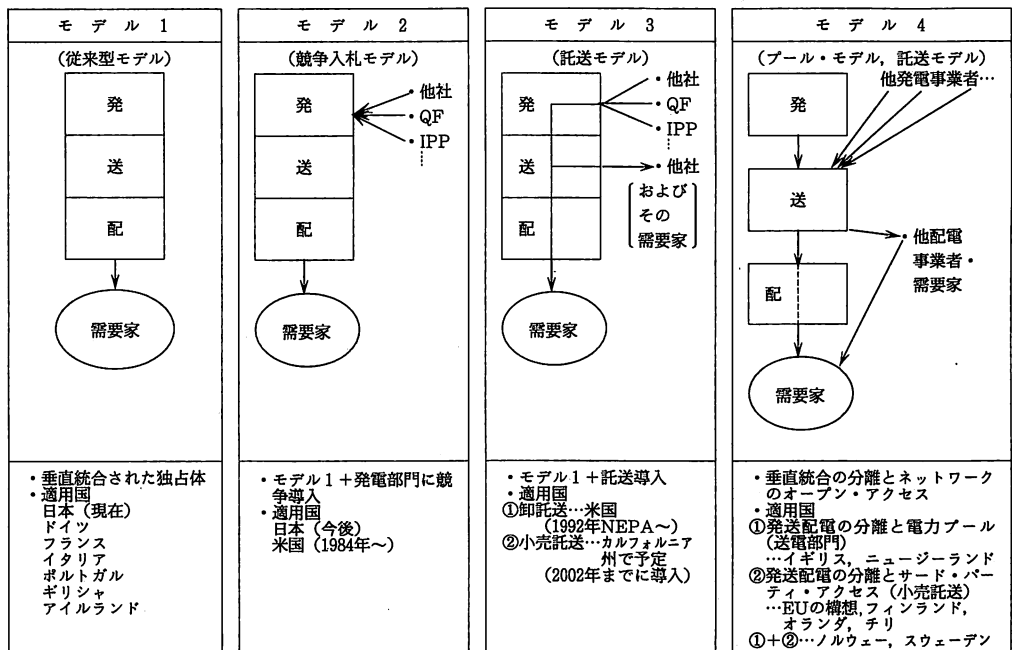 モデル1
(従来型モデル)
発
送
配
需要家
・垂直統合された独占体
・適用国
日本(現在)
ドイツ
フランス
イタリア
ポルトガル
ギリシャ
アイルランド
モデル2
(競争入札モデル)
発
送
配
・他社
・QF
・IPP
⋮
需要家
・モデル1+発電部門に競
争導入
・適用国
日本(今後)
米国(1984年~)
モデル3
(託送モデル)
発
送
配
・他社
・QF
・IPP
⋮
・他社
および
その
需要家
需要家
・モデル1+託送導入
・適用国
①卸託送…米国
(1992年NEPA~)
②小売託送…カルフォルニア
州で予定
(2002年までに導入)
モデル4
(プール・モデル,託送モデル)
他発電事業者…
発
送
・他配電
事業者・
需要家
配
需要家
・垂直統合の分離とネットワーク
のオープン・アクセス
・適用国
①発送配電の分離と電力プール
(送電部門)
…イギリス,ニュージーランド
②発送配電の分離とサード・パー
ティ・アクセス(小売託送)
…EUの構想,フィンランド,
オランダ,チリ
①+②…ノルウェー,スウェーデン